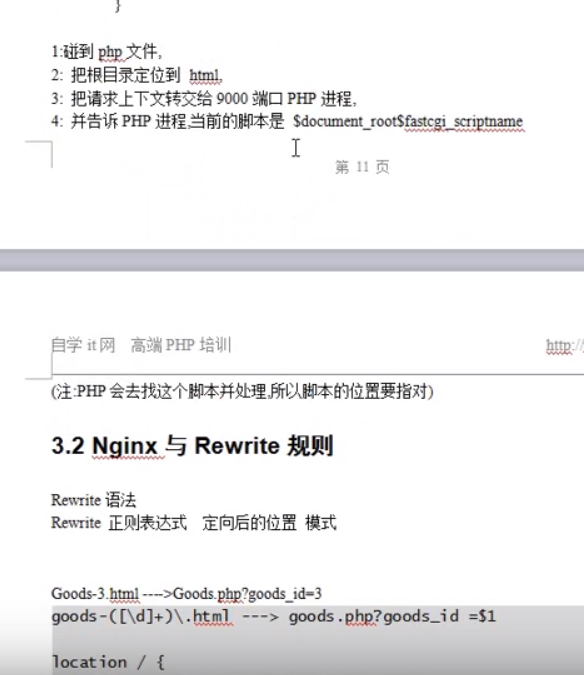 }
1:碰到 php 文件,
2: 把根目录定位到 html,
3: 把请求上下文转交给 9000 端口 PHP 进程,
4: 并告诉 PHP 进程,当前的脚本是 $document_root$fastcgi_scriptname
第 11 页
自学 it 网 高端 PHP 培训 http:/
(注:PHP 会去找这个脚本并处理,所以脚本的位置要指对)
3.2 Nginx 与 Rewrite 规则
Rewrite 语法
Rewrite 正则表达式 定向后的位置 模式
Goods-3.html ---->Goods.php?goods_id=3
goods-([\d]+)\.html ---> goods.php?goods_id =$1
location / {